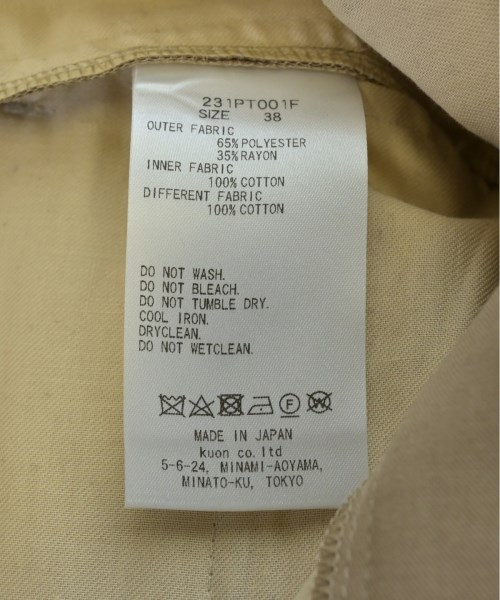 231PT001F
SIZE 38
OUTER FABRIC
65% POLYESTER
35% RAYON
INNER FABRIC
100% COTTON
DIFFERENT FABRIC
100% COTTON
DO NOT WASH.
DO NOT BLEACH.
DO NOT TUMBLE DRY.
COOL IRON.
DRYCLEAN.
DO NOT WETCLEAN.
F W
MADE IN JAPAN
kuon co.ltd
5-6-24, MINAMI-AOYAMA,
MINATO-KU, TOKYO